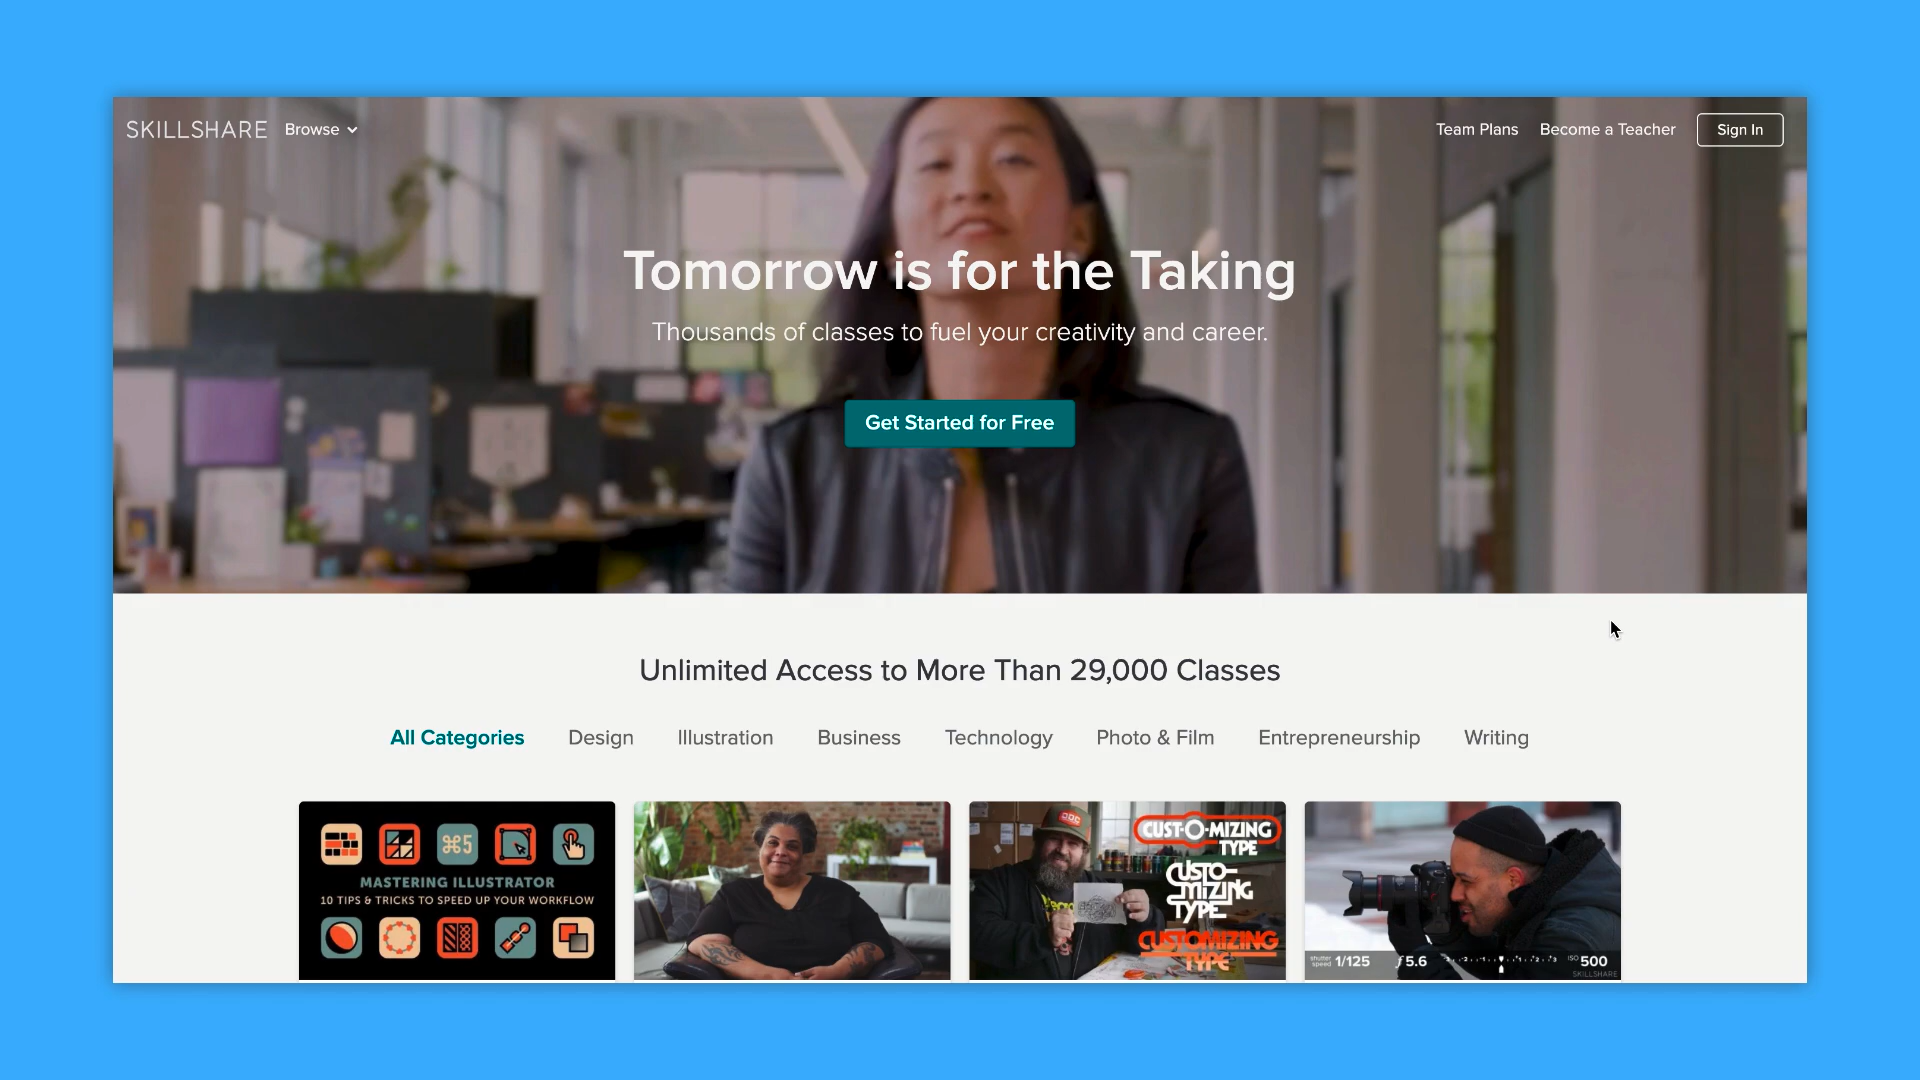 SKILLSHARE Browse Team Plans Become a Teacher Sign In
Tomorrow is for the Taking
Thousands of classes to fuel your creativity and career.
Get Started for Free
Unlimited Access to More Than 29,000 Classes
All Categories Design Illustration Business Technology Photo & Film Entrepreneurship Writing
⌘5
MASTERING ILLUSTRATOR
10 TIPS & TRICKS TO SPEED UP YOUR WORKFLOW
DDC
CUST-O-MIZING
TYPE
CUSTO-
MIZING
TYPE
CUSTOMIZING
TYPE
shutter speed 1/125 ƒ5.6 ISO 500
SKILLSHARE